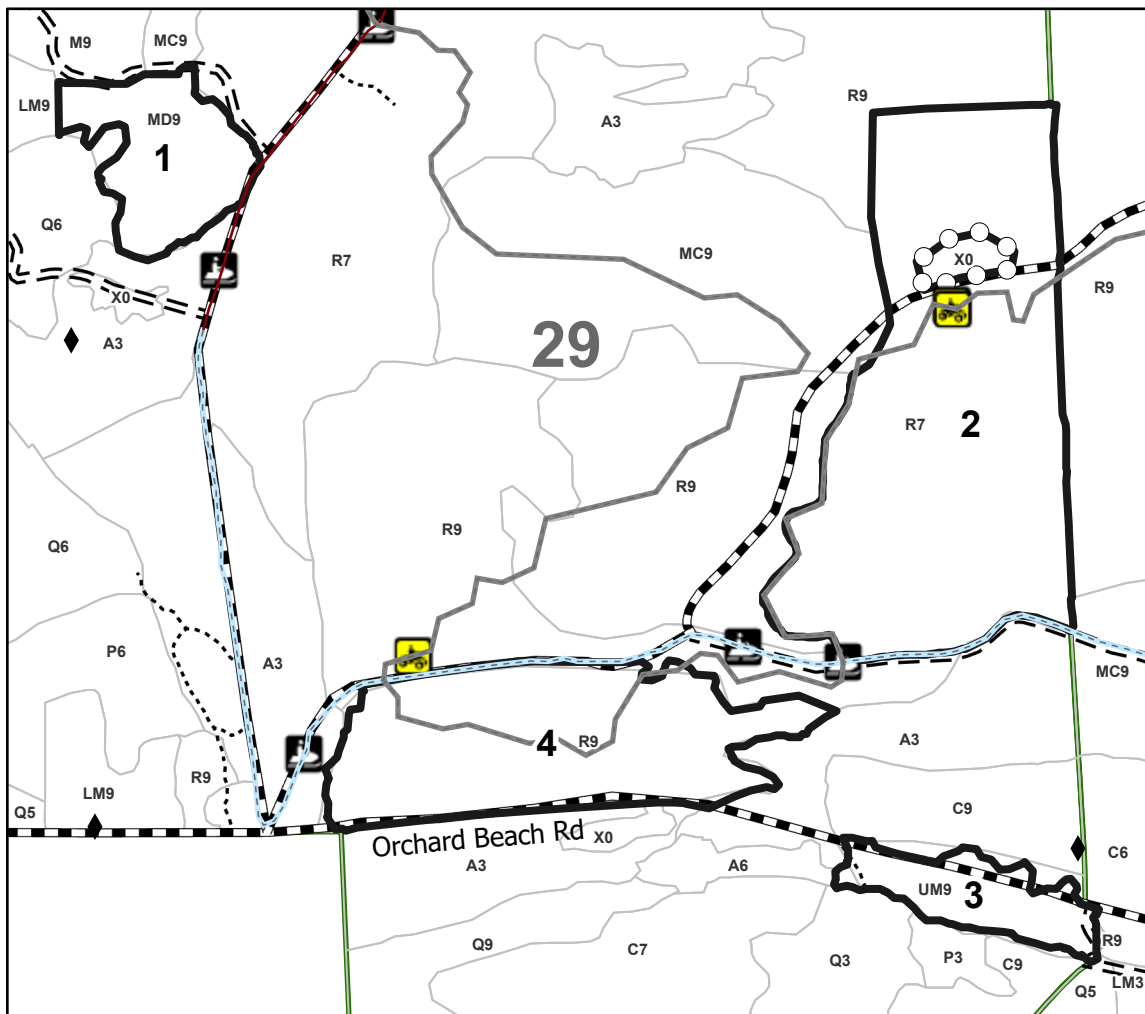 M9
MC9
R9
LM9
MD9
A3
1
Q6
R7
MC9
X0
R9
X0
29
A3
R7
2
R9
R9
Q6
P6
A3
MC9
4
R9
A3
R9
LM9
Q5
C9
Orchard Beach Rd
X0
A3
A6
C6
UM9
3
Q9
C7
Q3
P3
C9
R9
Q5
LM3